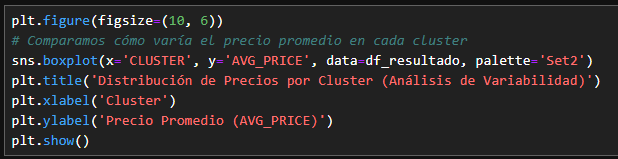 plt.figure(figsize=(10, 6))
# Comparamos cómo varía el precio promedio en cada cluster
sns.boxplot(x='CLUSTER', y='AVG_PRICE', data=df_resultado, palette='Set2')
plt.title('Distribución de Precios por Cluster (Análisis de Variabilidad)')
plt.xlabel('Cluster')
plt.ylabel('Precio Promedio (AVG_PRICE)')
plt.show()